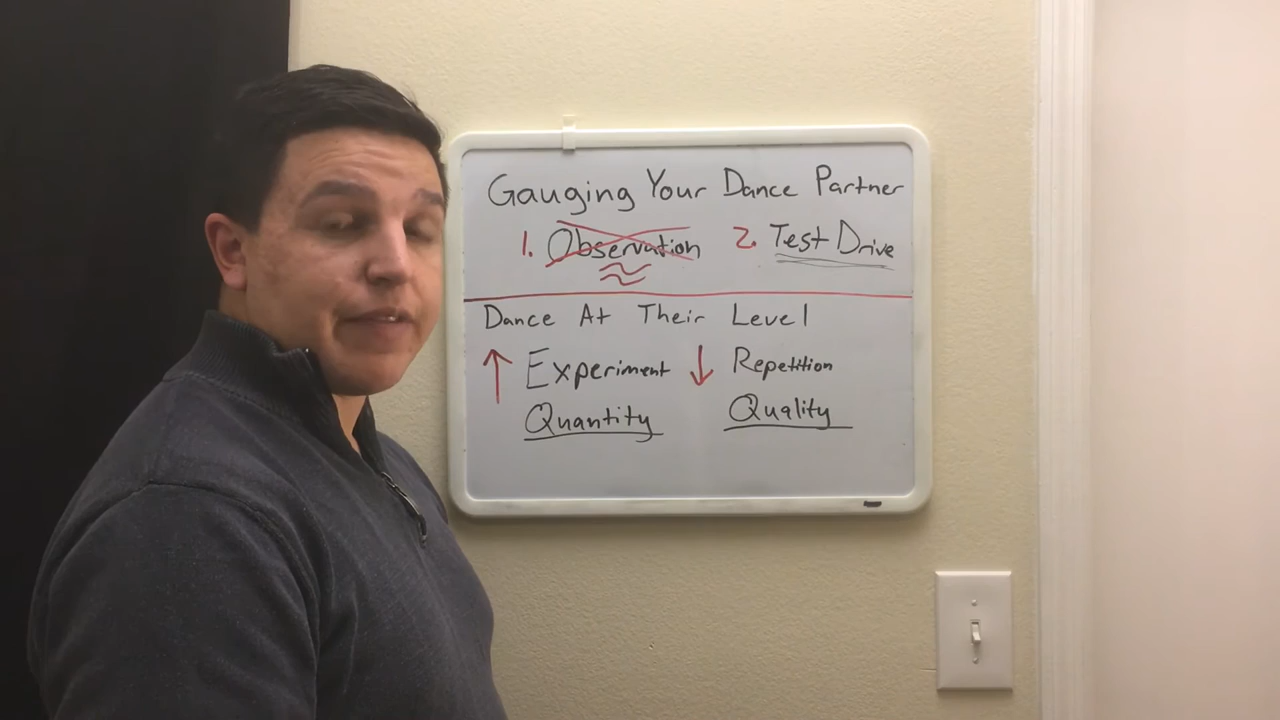 Gauging Your Dance Partner
1. Observation 2. Test Drive
Dance At Their Level
↑ Experiment ↓ Repetition
Quantity Quality